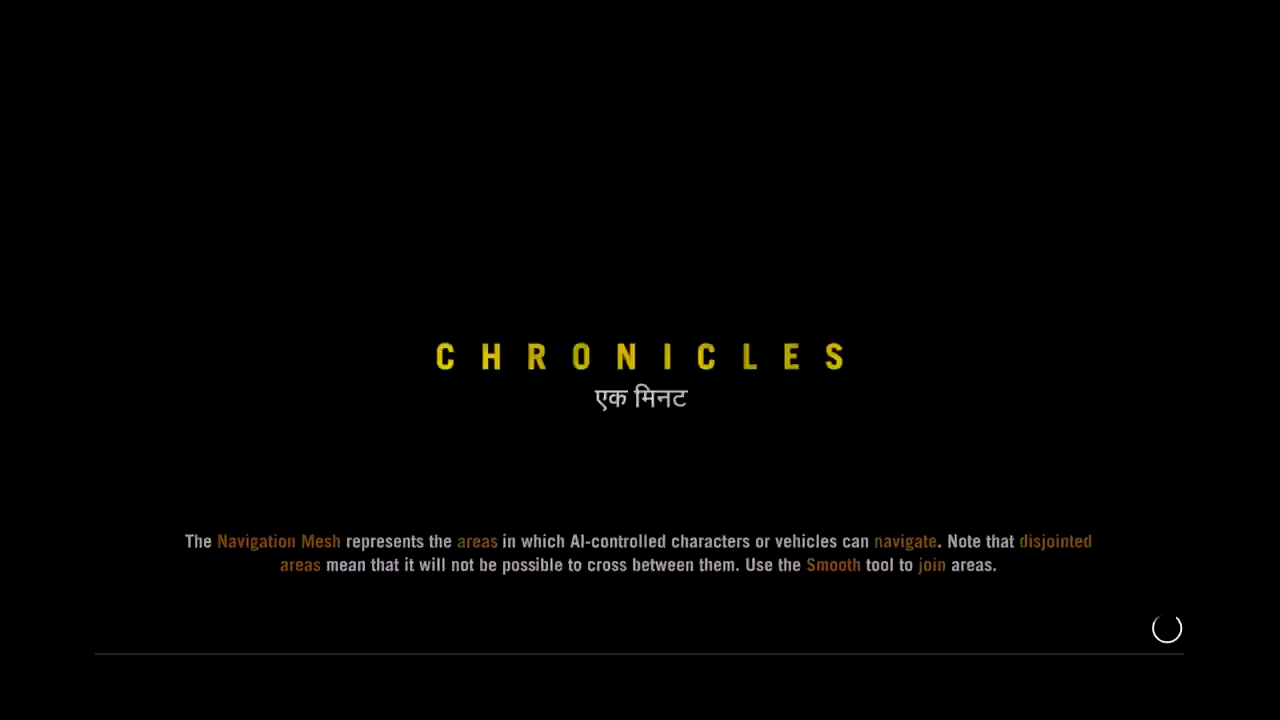 CHRONICLES
एक मिनट
The Navigation Mesh represents the areas in which AI-controlled characters or vehicles can navigate. Note that disjointed
areas mean that it will not be possible to cross between them. Use the Smooth tool to join areas.